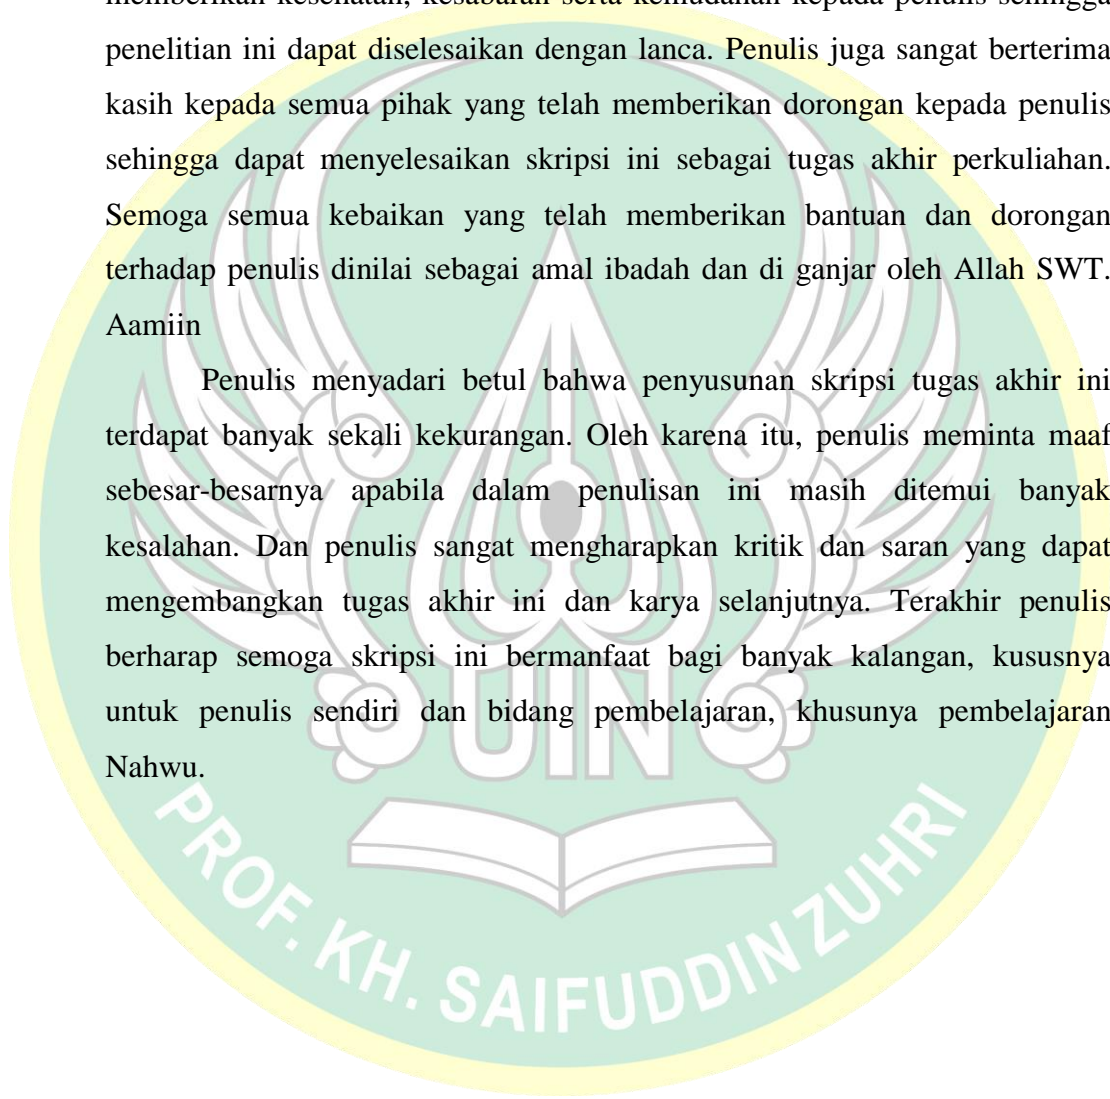 memberikan kesehatan, kesabaran serta kemudahan kepada penulis sehingga
penelitian ini dapat diselesaikan dengan lanca. Penulis juga sangat berterima
kasih kepada semua pihak yang telah memberikan dorongan kepada penulis
sehingga dapat menyelesaikan skripsi ini sebagai tugas akhir perkuliahan.
Semoga semua kebaikan yang telah memberikan bantuan dan dorongan
terhadap penulis dinilai sebagai amal ibadah dan di ganjar oleh Allah SWT.
Aamiin
Penulis menyadari betul bahwa penyusunan skripsi tugas akhir ini
terdapat banyak sekali kekurangan. Oleh karena itu, penulis meminta maaf
sebesar-besarnya apabila dalam penulisan ini masih ditemui banyak
kesalahan. Dan penulis sangat mengharapkan kritik dan saran yang dapat
mengembangkan tugas akhir ini dan karya selanjutnya. Terakhir penulis
berharap semoga skripsi ini bermanfaat bagi banyak kalangan, kususnya
untuk penulis sendiri dan bidang pembelajaran, khusunya pembelajaran
Nahwu.
UIN
PROF. KH. SAIFUDDIN ZUHRI